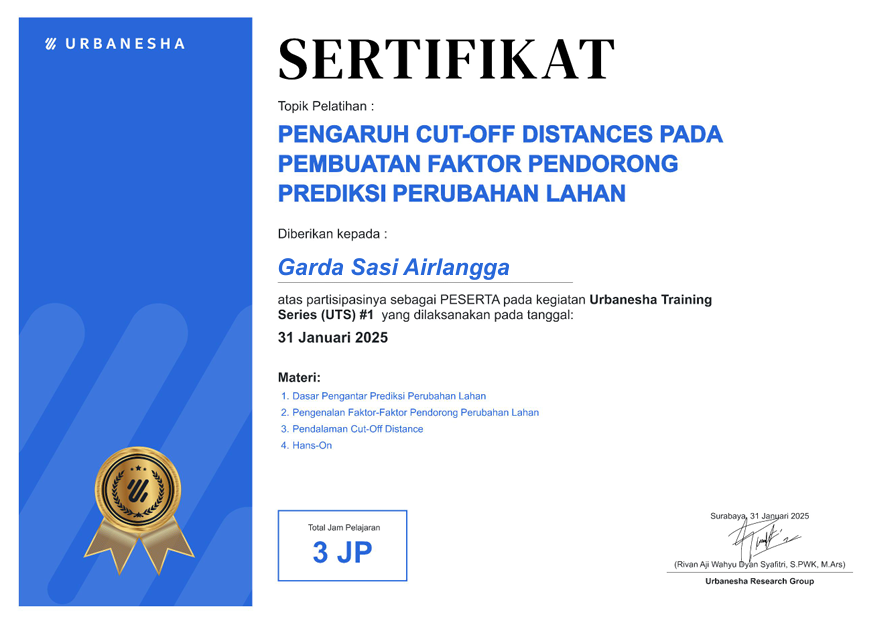 URBANESHA
SERTIFIKAT
Topik Pelatihan :
PENGARUH CUT-OFF DISTANCES PADA
PEMBUATAN FAKTOR PENDORONG
PREDIKSI PERUBAHAN LAHAN
Diberikan kepada :
Garda Sasi Airlangga
atas partisipasinya sebagai PESERTA pada kegiatan Urbanesha Training
Series (UTS) #1 yang dilaksanakan pada tanggal:
31 Januari 2025
Materi:
1. Dasar Pengantar Prediksi Perubahan Lahan
2. Pengenalan Faktor-Faktor Pendorong Perubahan Lahan
3. Pendalaman Cut-Off Distance
4. Hans-On
Total Jam Pelajaran
3 JP
Surabaya, 31 Januari 2025
(Rivan Aji Wahyu Dyan Syafitri, S.PWK, M.Ars)
Urbanesha Research Group